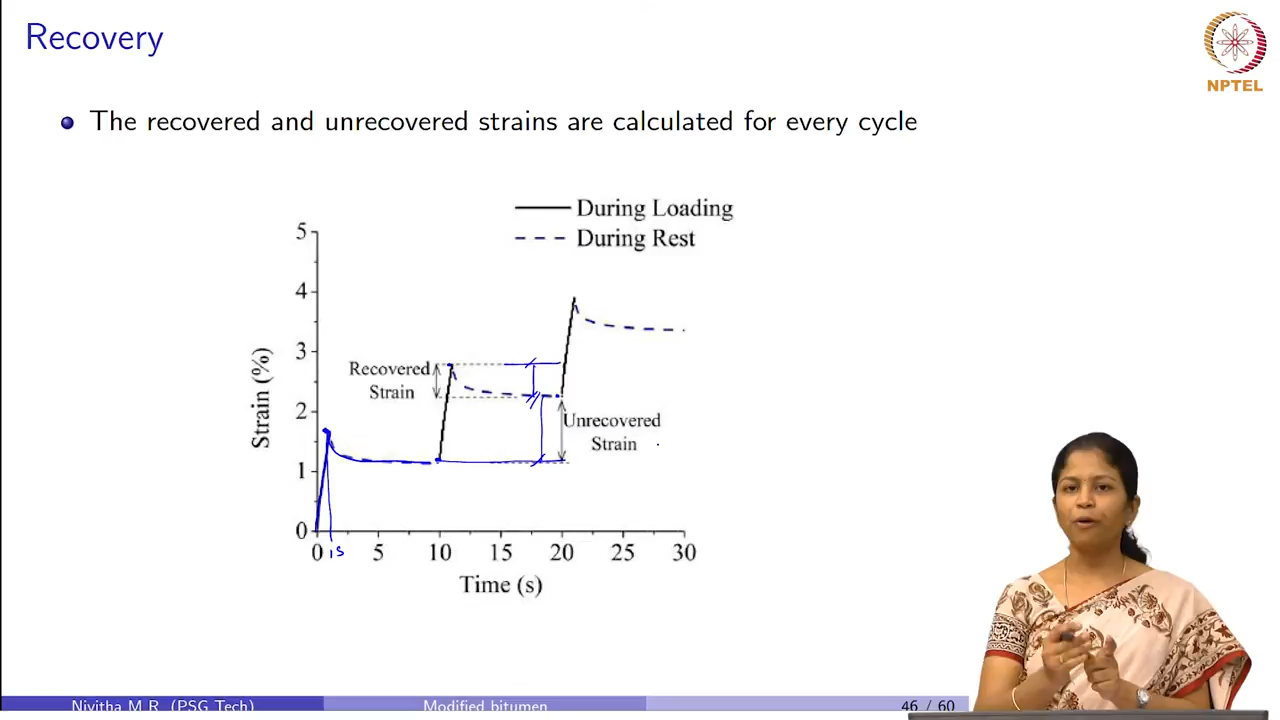 Recovery
NPTEL
The recovered and unrecovered strains are calculated for every cycle
During Loading
During Rest
5
4
3
2
1
0
Strain (%)
Recovered
Strain
Unrecovered
Strain
0 5 10 15 20 25 30
1s
Time (s)
Nivitha M.R. (PSG Tech) Modified bitumen 46 / 60